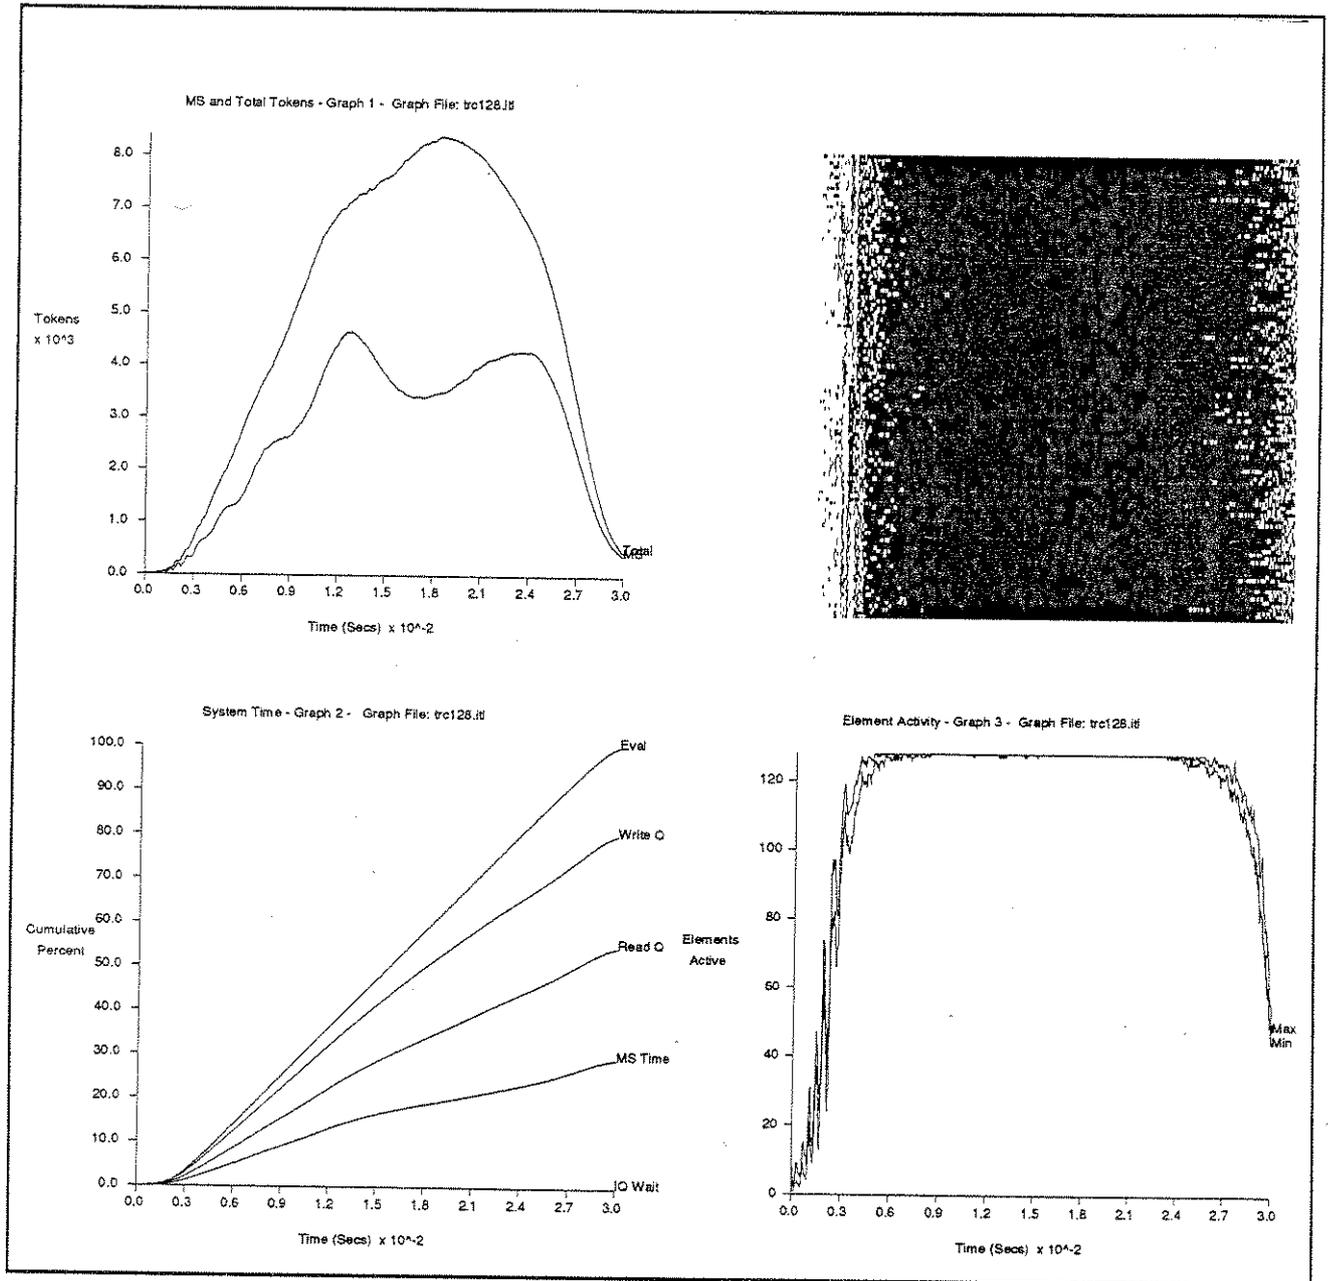 MS and Total Tokens - Graph 1 - Graph File: trc128.itl
8.0
7.0
6.0
5.0
Tokens
x 10^3
4.0
3.0
2.0
1.0
0.0
Total
MS
0.0 0.3 0.6 0.9 1.2 1.5 1.8 2.1 2.4 2.7 3.0
Time (Secs) x 10^-2
System Time - Graph 2 - Graph File: trc128.itl
100.0
90.0
80.0
70.0
60.0
Cumulative
Percent
50.0
40.0
30.0
20.0
10.0
0.0
Eval
Write Q
Read Q
MS Time
IO Wait
0.0 0.3 0.6 0.9 1.2 1.5 1.8 2.1 2.4 2.7 3.0
Time (Secs) x 10^-2
Element Activity - Graph 3 - Graph File: trc128.itl
120
100
80
Elements
Active
60
40
20
0
Max
Min
0.0 0.3 0.6 0.9 1.2 1.5 1.8 2.1 2.4 2.7 3.0
Time (Secs) x 10^-2